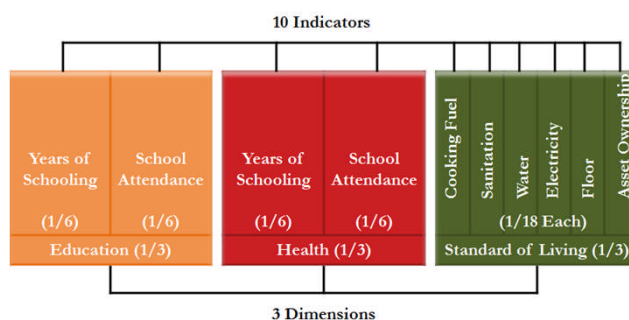 10 Indicators
Years of
Schooling
(1/6)
School
Attendance
(1/6)
Education (1/3)
Years of
Schooling
(1/6)
School
Attendance
(1/6)
Health (1/3)
Cooking Fuel
Sanitation
Water
Electricity
Floor
Asset Ownership
(1/18 Each)
Standard of Living (1/3)
3 Dimensions